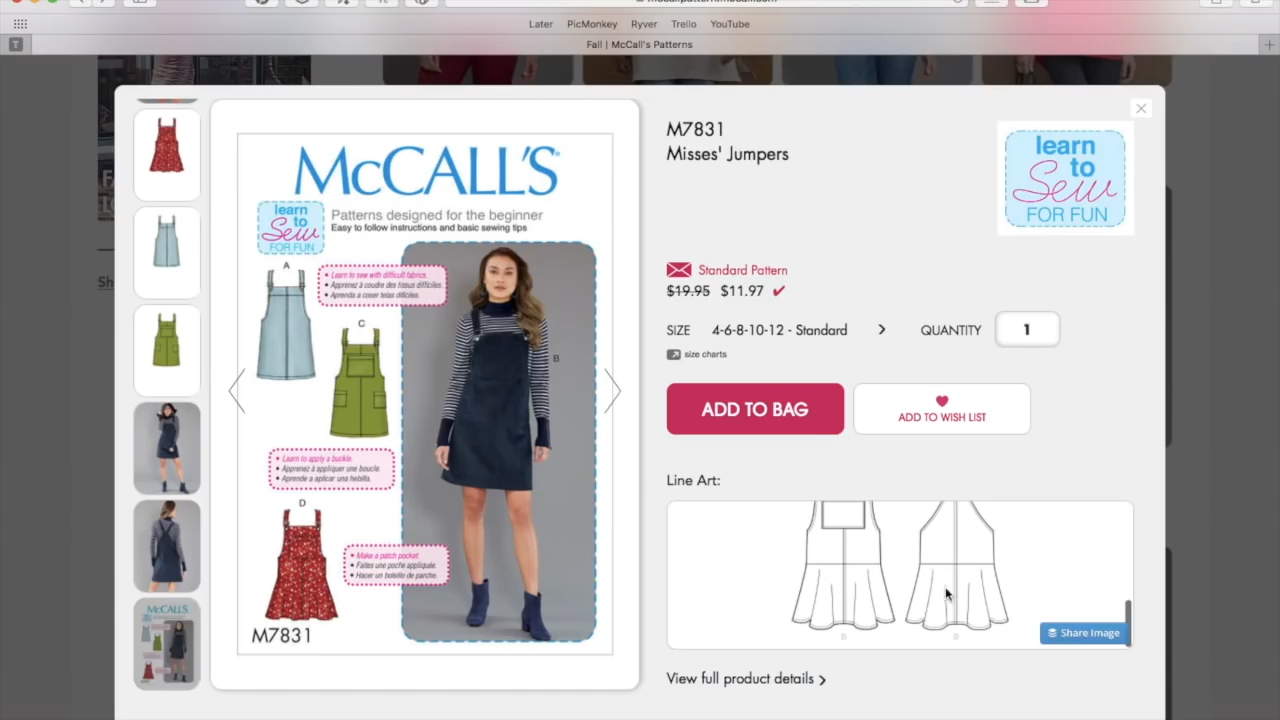 Later PicMonkey Ryver Trello YouTube
T
Fall | McCall's Patterns
McCALL'S
learn
to
Sew
FOR FUN
Patterns designed for the beginner
Easy to follow instructions and basic sewing tips
A
• Learn to sew with difficult fabrics.
• Apprenez à coudre des tissus difficiles.
• Aprenda a coser telas difíciles.
C
B
• Learn to apply a buckle.
• Apprenez à appliquer une boucle.
• Aprende a aplicar una hebilla.
D
• Make a patch pocket.
• Faites une poche appliquée.
• Hacer un bolsillo de parche.
M7831
McCALL'S
M7831
Misses' Jumpers
learn
to
Sew
FOR FUN
Standard Pattern
$19.95 $11.97
SIZE 4-6-8-10-12 - Standard QUANTITY 1
size charts
ADD TO BAG
ADD TO WISH LIST
Line Art:
Share Image
View full product details